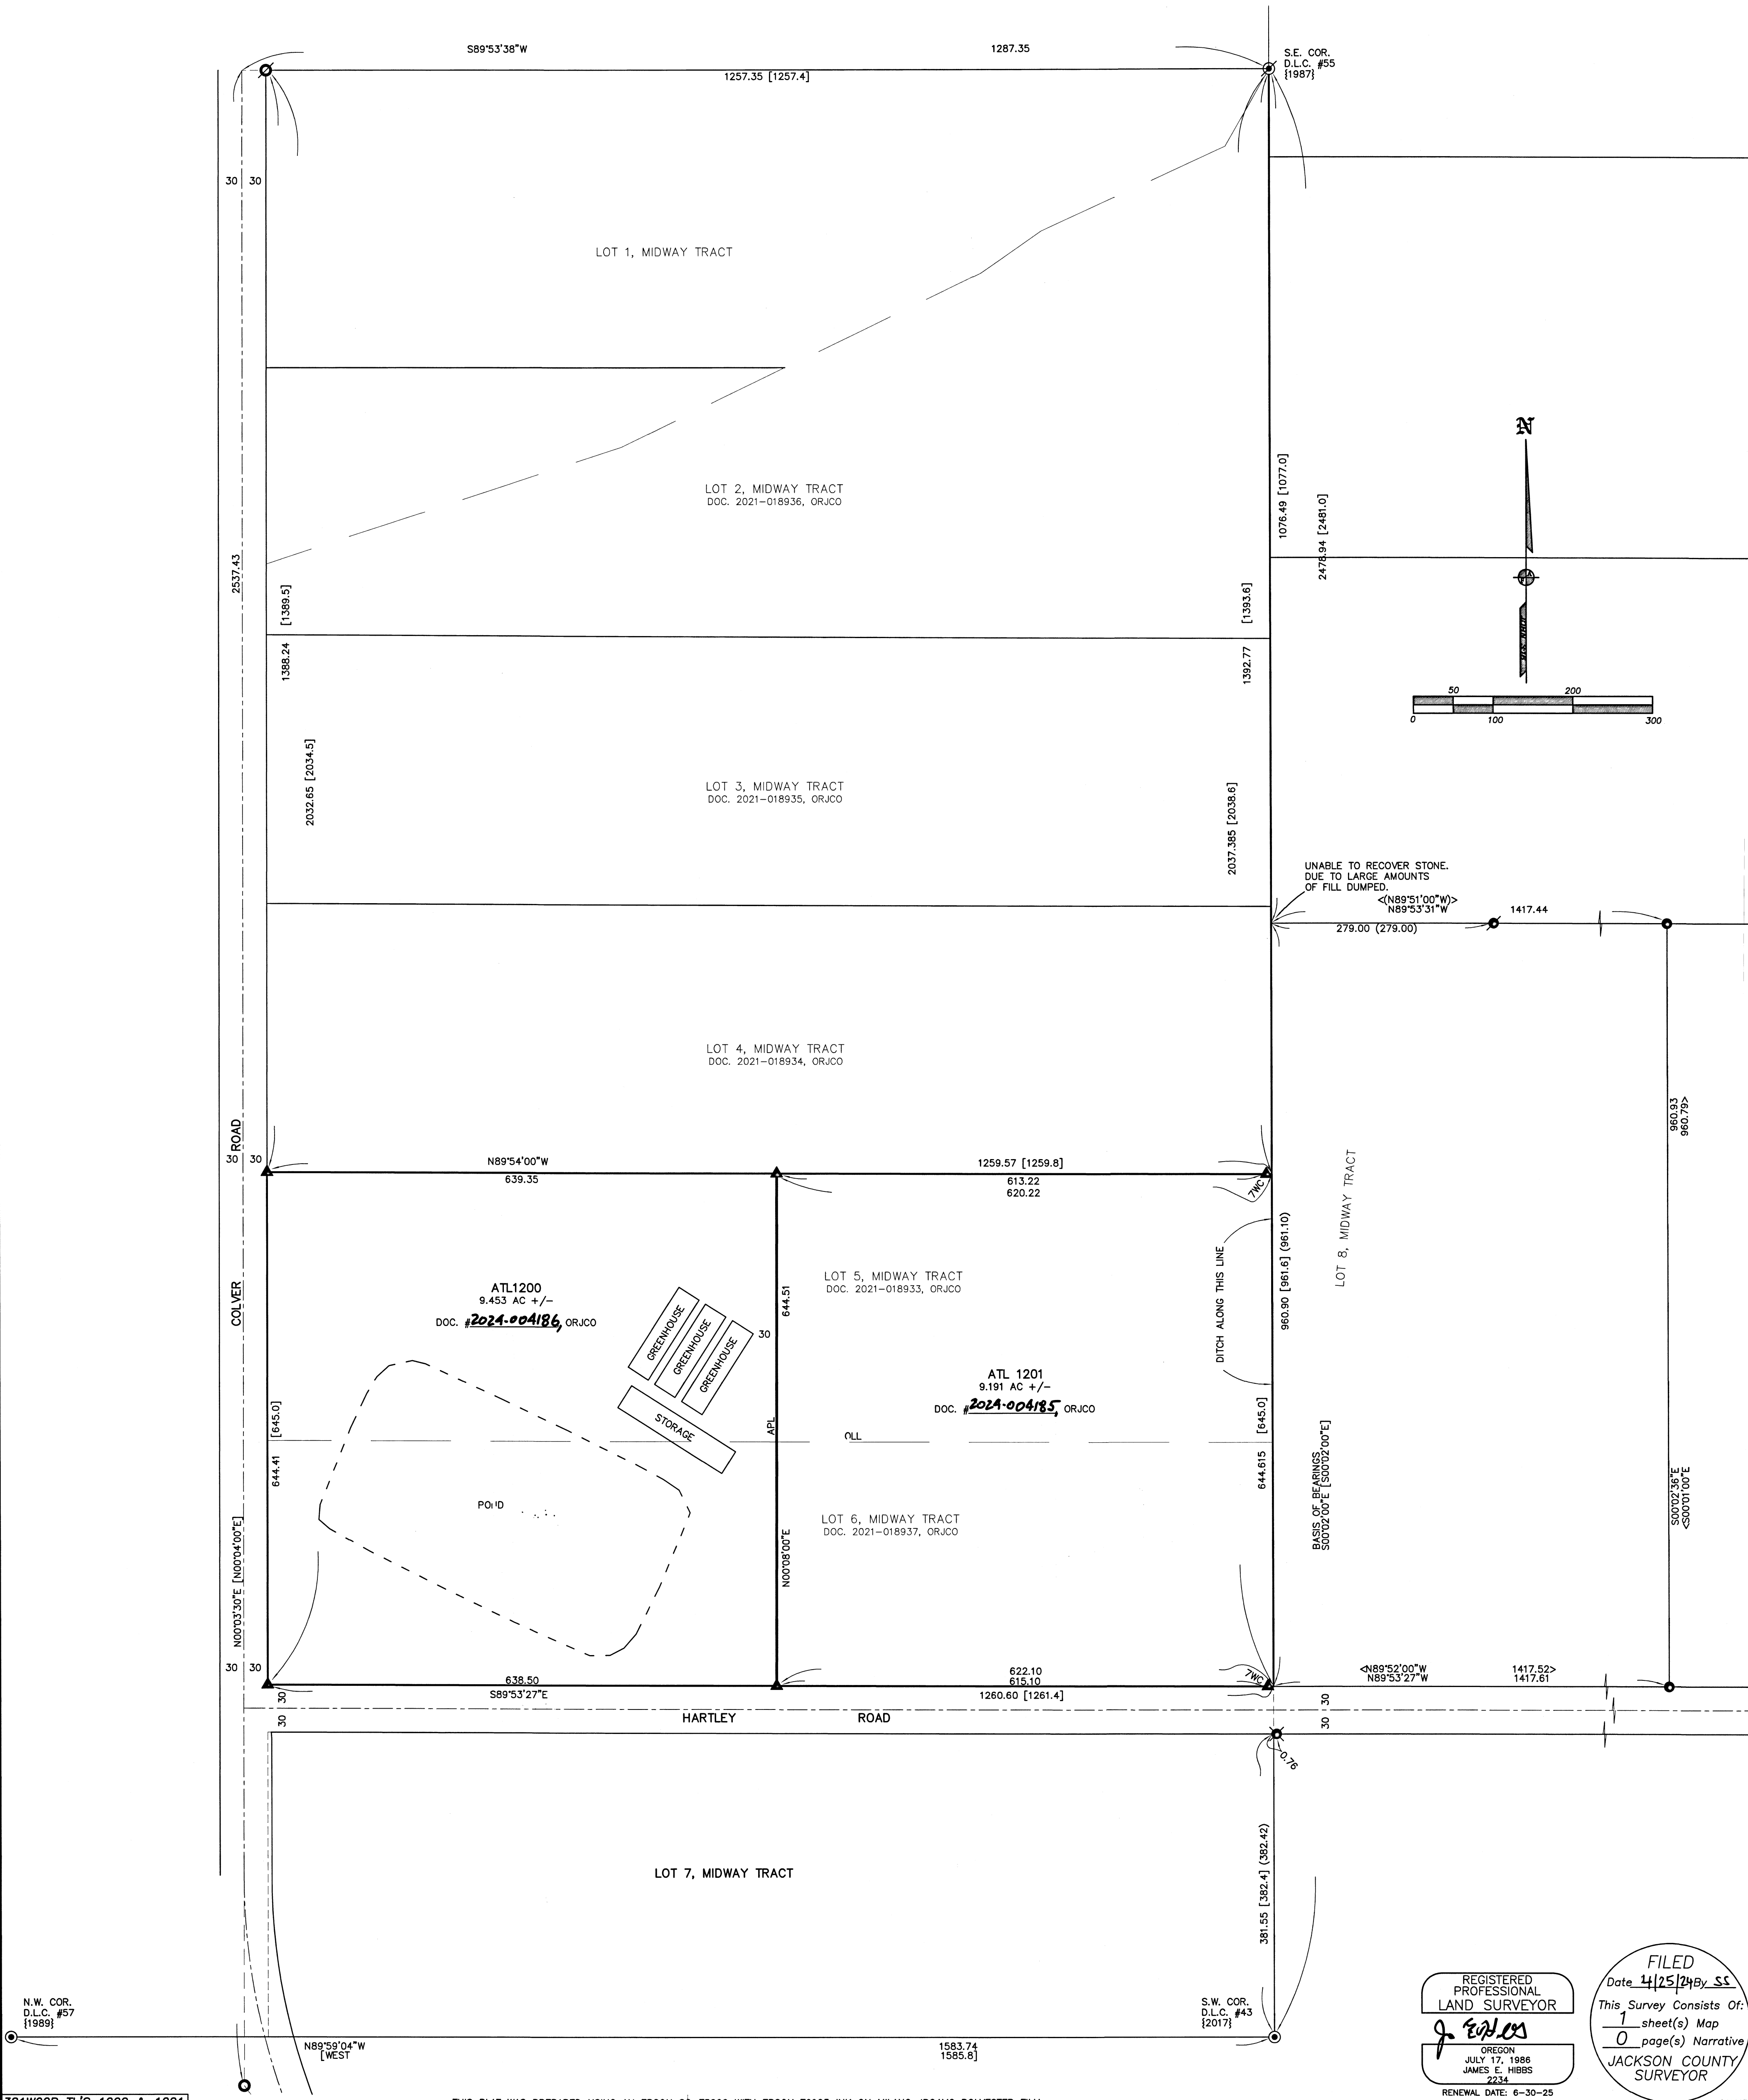 S89°53'38"W
1287.35
1257.35 [1257.4]
S.E. COR.
D.L.C. #55
{1987}
30
30
LOT 1, MIDWAY TRACT
LOT 2, MIDWAY TRACT
DOC. 2021-018936, ORJCO
1076.49 [1077.0]
2478.94 [2481.0]
N
50
200
0
100
300
2537.43
[1389.5]
1388.24
[1393.6]
1392.77
2032.65 [2034.5]
LOT 3, MIDWAY TRACT
DOC. 2021-018935, ORJCO
2037.385 [2038.6]
UNABLE TO RECOVER STONE.
DUE TO LARGE AMOUNTS
OF FILL DUMPED.
<(N89°51'00"W)>
N89°53'31"W
1417.44
279.00 (279.00)
LOT 4, MIDWAY TRACT
DOC. 2021-018934, ORJCO
960.93
960.79>
COLVER ROAD
30
30
N89°54'00"W
639.35
1259.57 [1259.8]
613.22
620.22
7WC
LOT 8, MIDWAY TRACT
ATL1200
9.453 AC +/-
DOC. #2024-004186, ORJCO
GREENHOUSE
GREENHOUSE
GREENHOUSE
STORAGE
644.51
30
LOT 5, MIDWAY TRACT
DOC. 2021-018933, ORJCO
DITCH ALONG THIS LINE
960.90 [961.6] (961.10)
ATL 1201
9.191 AC +/-
DOC. #2024-004185, ORJCO
[645.0]
644.41
APL
OLL
[645.0]
644.615
BASIS OF BEARINGS
S00°02'00"E [S00°02'00"E]
S00°02'36"E
<S00°01'00"E
LOT 6, MIDWAY TRACT
DOC. 2021-018937, ORJCO
N00°03'30"E [N00°04'00"E]
N00°08'00"E
30
30
638.50
S89°53'27"E
622.10
615.10
1260.60 [1261.4]
7WC
<N89°52'00"W
1417.52>
N89°53'27"W
1417.61
30
30
HARTLEY ROAD
30
30
0.76
LOT 7, MIDWAY TRACT
381.55 [382.4] (382.42)
N.W. COR.
D.L.C. #57
{1989}
S.W. COR.
D.L.C. #43
{2017}
N89°59'04"W
[WEST
1583.74
1585.8]
REGISTERED
PROFESSIONAL
LAND SURVEYOR
OREGON
JULY 17, 1986
JAMES E. HIBBS
2234
RENEWAL DATE: 6-30-25
FILED
Date 4/25/24 By SS
This Survey Consists Of:
1 sheet(s) Map
0 page(s) Narrative
JACKSON COUNTY
SURVEYOR